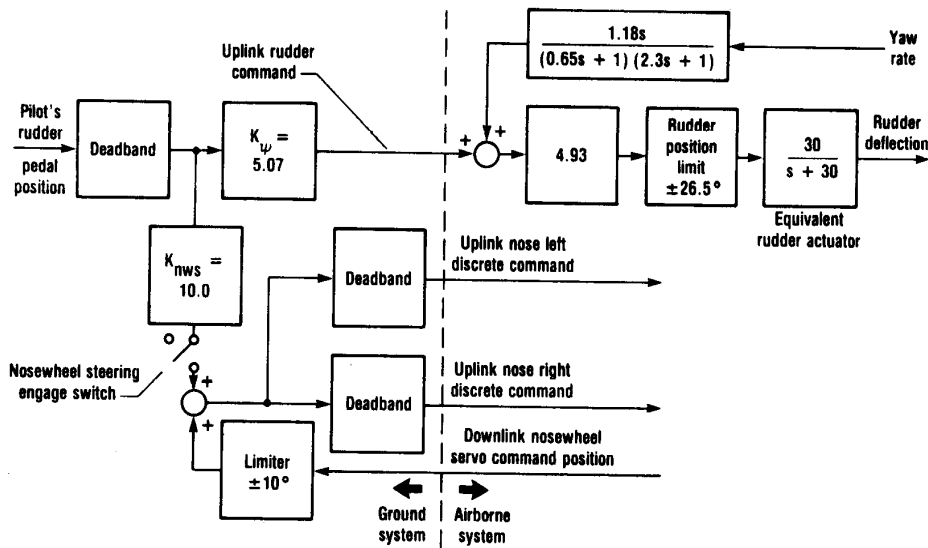 1.18s
(0.65s + 1) (2.3s + 1)
Yaw
rate
Uplink rudder
command
Pilot's
rudder
pedal
position
Deadband
Kψ =
5.07
+
+
4.93
Rudder
position
limit
±26.5°
30
s + 30
Rudder
deflection
Equivalent
rudder actuator
Knws =
10.0
Deadband
Uplink nose left
discrete command
Nosewheel steering
engage switch
+
+
Deadband
Uplink nose right
discrete command
Limiter
±10°
Downlink nosewheel
servo command position
Ground
system
Airborne
system